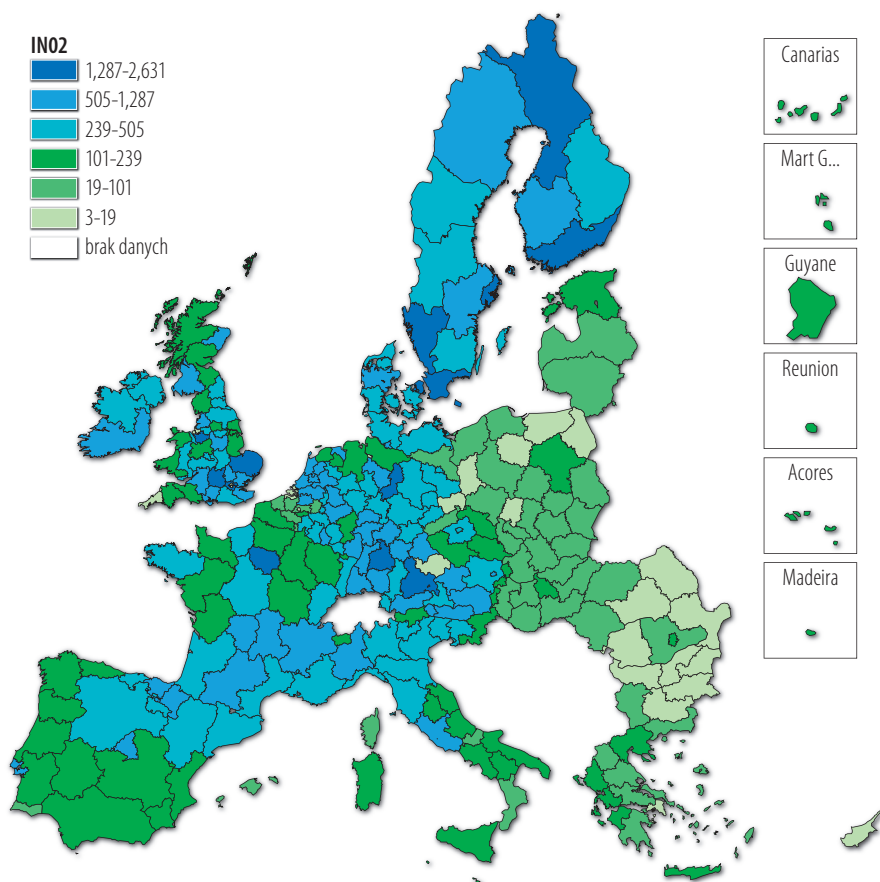 IN02
1,287-2,631
505-1,287
239-505
101-239
19-101
3-19
brak danych
Canarias
Mart G...
Guyane
Reunion
Acores
Madeira